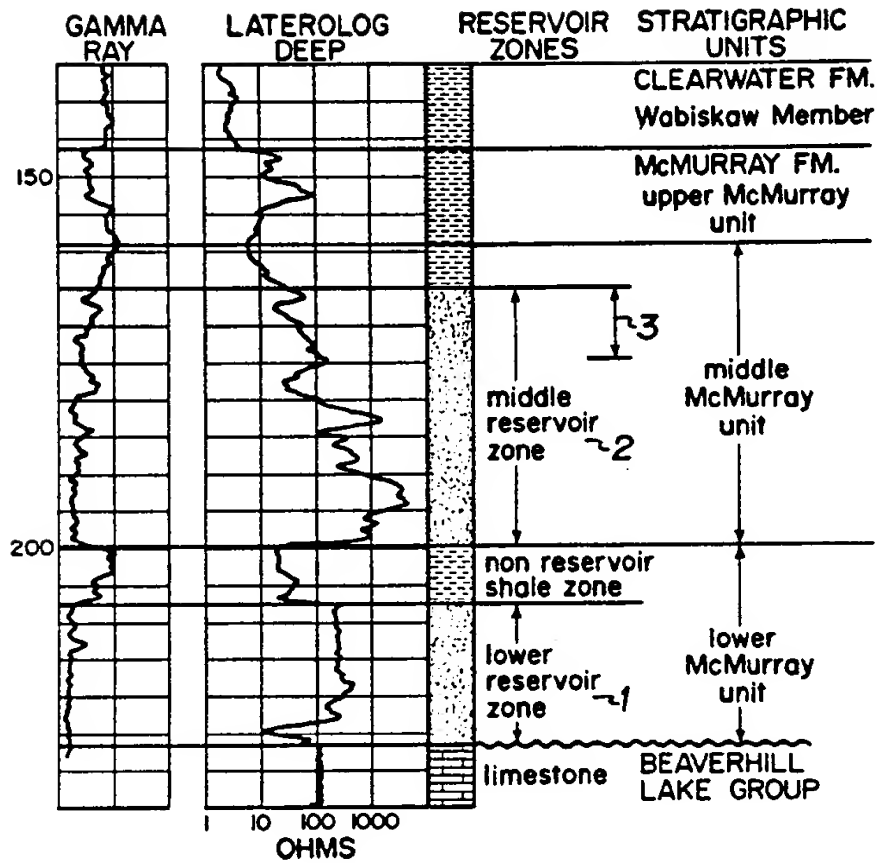 GAMMA RAY
LATEROLOG DEEP
RESERVOIR ZONES
STRATIGRAPHIC UNITS
CLEARWATER FM.
Wabiskaw Member
150
McMURRAY FM.
upper McMurray
unit
3
middle
reservoir
zone 2
middle
McMurray
unit
200
non reservoir
shale zone
lower
reservoir
zone 1
lower
McMurray
unit
limestone
BEAVERHILL
LAKE GROUP
1 10 100 1000
OHMS